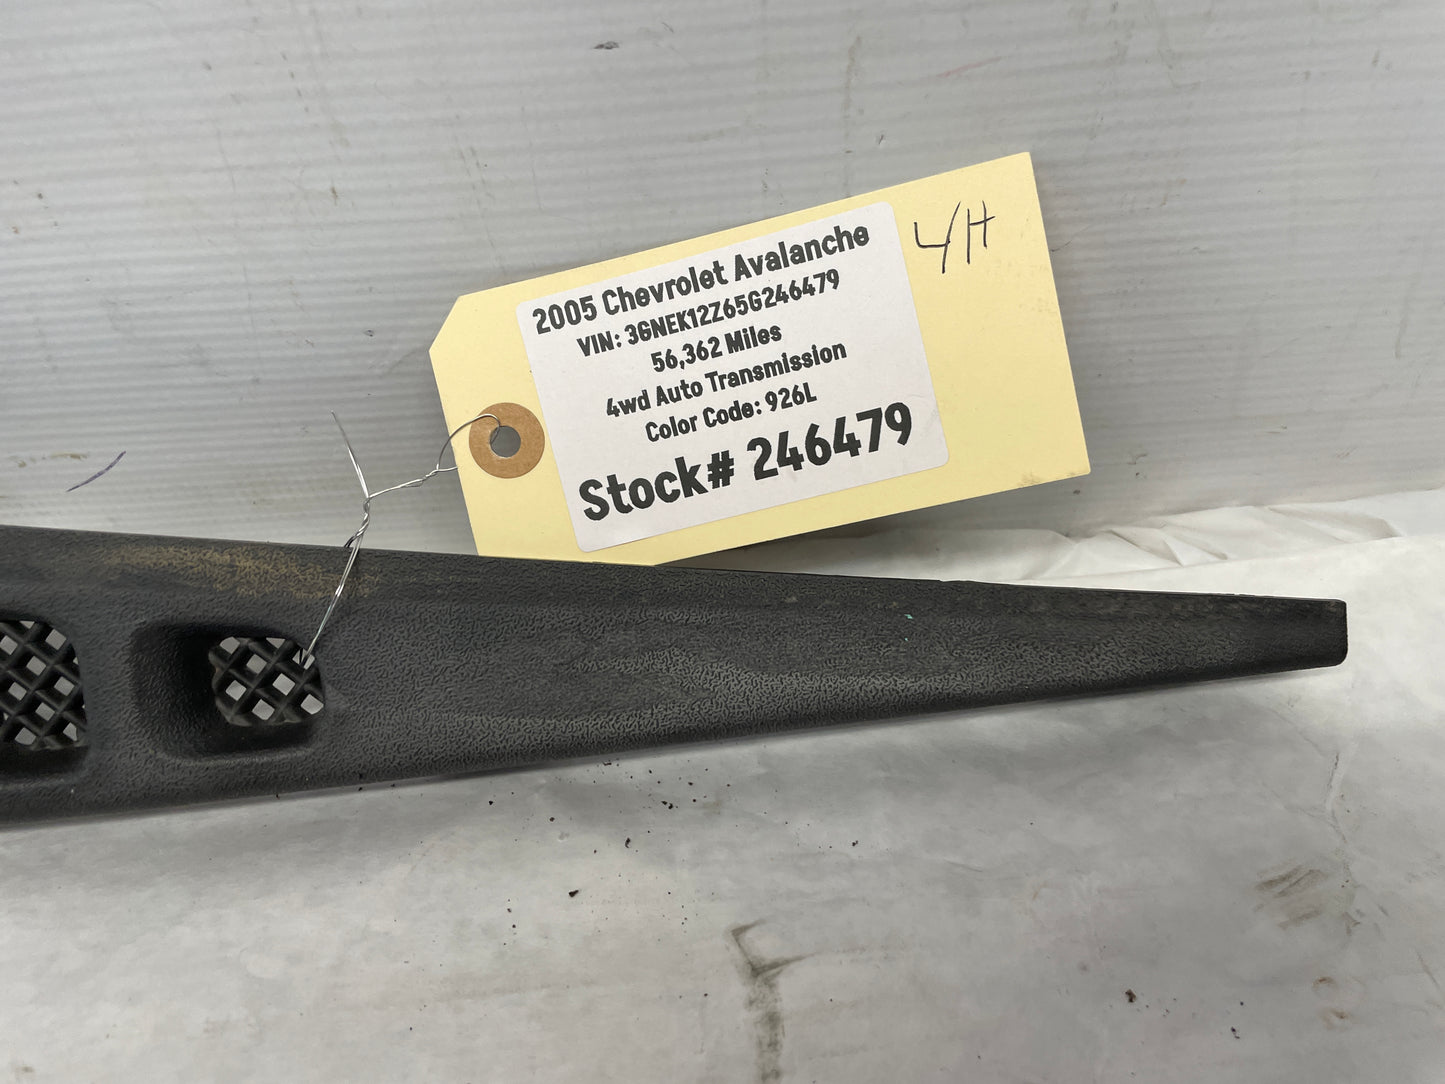 2005 Chevrolet Avalanche
VIN: 3GNEK12Z65G246479
56,362 Miles
4wd Auto Transmission
Color Code: 926L
Stock# 246479
4H